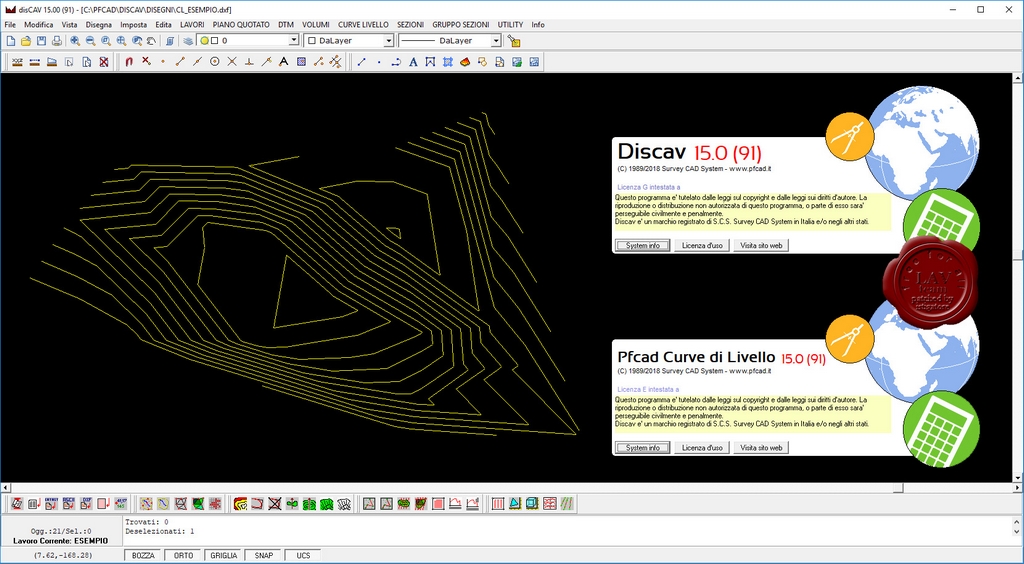 disCAV 15.00 (91) - [C:\PFCAD\DISCAV\DISEGNI\CL_ESEMPIO.dxf]
File Modifica Vista Disegna Imposta Edita LAVORI PIANO QUOTATO DTM VOLUMI CURVE LIVELLO SEZIONI GRUPPO SEZIONI UTILITY Info
0 DaLayer DaLayer
Discav 15.0 (91)
(C) 1989/2018 Survey CAD System - www.pfcad.it
Licenza G intestata a
Questo programma e' tutelato dalle leggi sul copyright e dalle leggi sui diritti d'autore. La
riproduzione o distribuzione non autorizzata di questo programma, o parte di esso sara'
perseguibile civilmente e penalmente.
Discav e' un marchio registrato di S.C.S. Survey CAD System in Italia e/o negli altri stati.
System info Licenza d'uso Visita sito web
LAV
team
patched by
Pfcad Curve di Livello 15.0 (91)
(C) 1989/2018 Survey CAD System - www.pfcad.it
Licenza E intestata a
Questo programma e' tutelato dalle leggi sul copyright e dalle leggi sui diritti d'autore. La
riproduzione o distribuzione non autorizzata di questo programma, o parte di esso sara'
perseguibile civilmente e penalmente.
Discav e' un marchio registrato di S.C.S. Survey CAD System in Italia e/o negli altri stati.
System info Licenza d'uso Visita sito web
Trovati: 0
Deselezionati: 1
Ogg.:21/Sel.:0
Lavoro Corrente: ESEMPIO
(7.62,-168.28) BOZZA ORTO GRIGLIA SNAP UCS